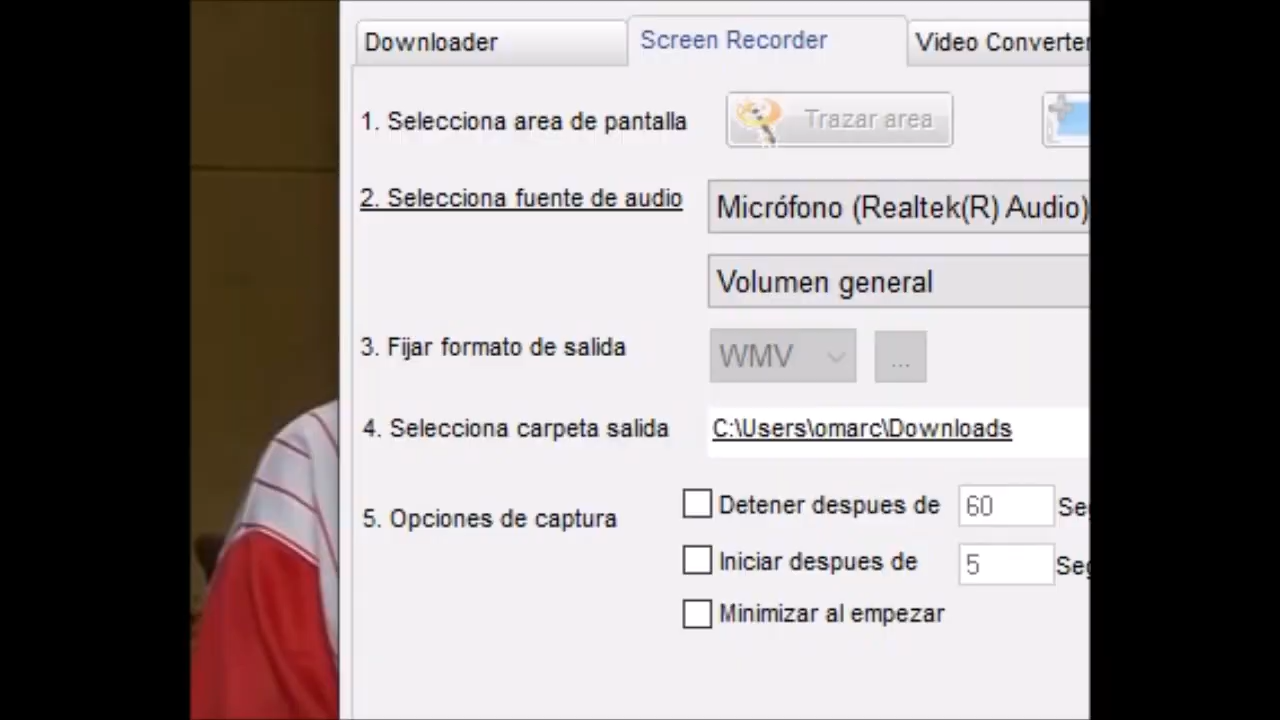 Downloader Screen Recorder Video Converter
1. Selecciona area de pantalla Trazar area
2. Selecciona fuente de audio Micrófono (Realtek(R) Audio)
Volumen general
3. Fijar formato de salida WMV ...
4. Selecciona carpeta salida C:\Users\omarc\Downloads
5. Opciones de captura
Detener despues de 60 Seg
Iniciar despues de 5 Seg
Minimizar al empezar